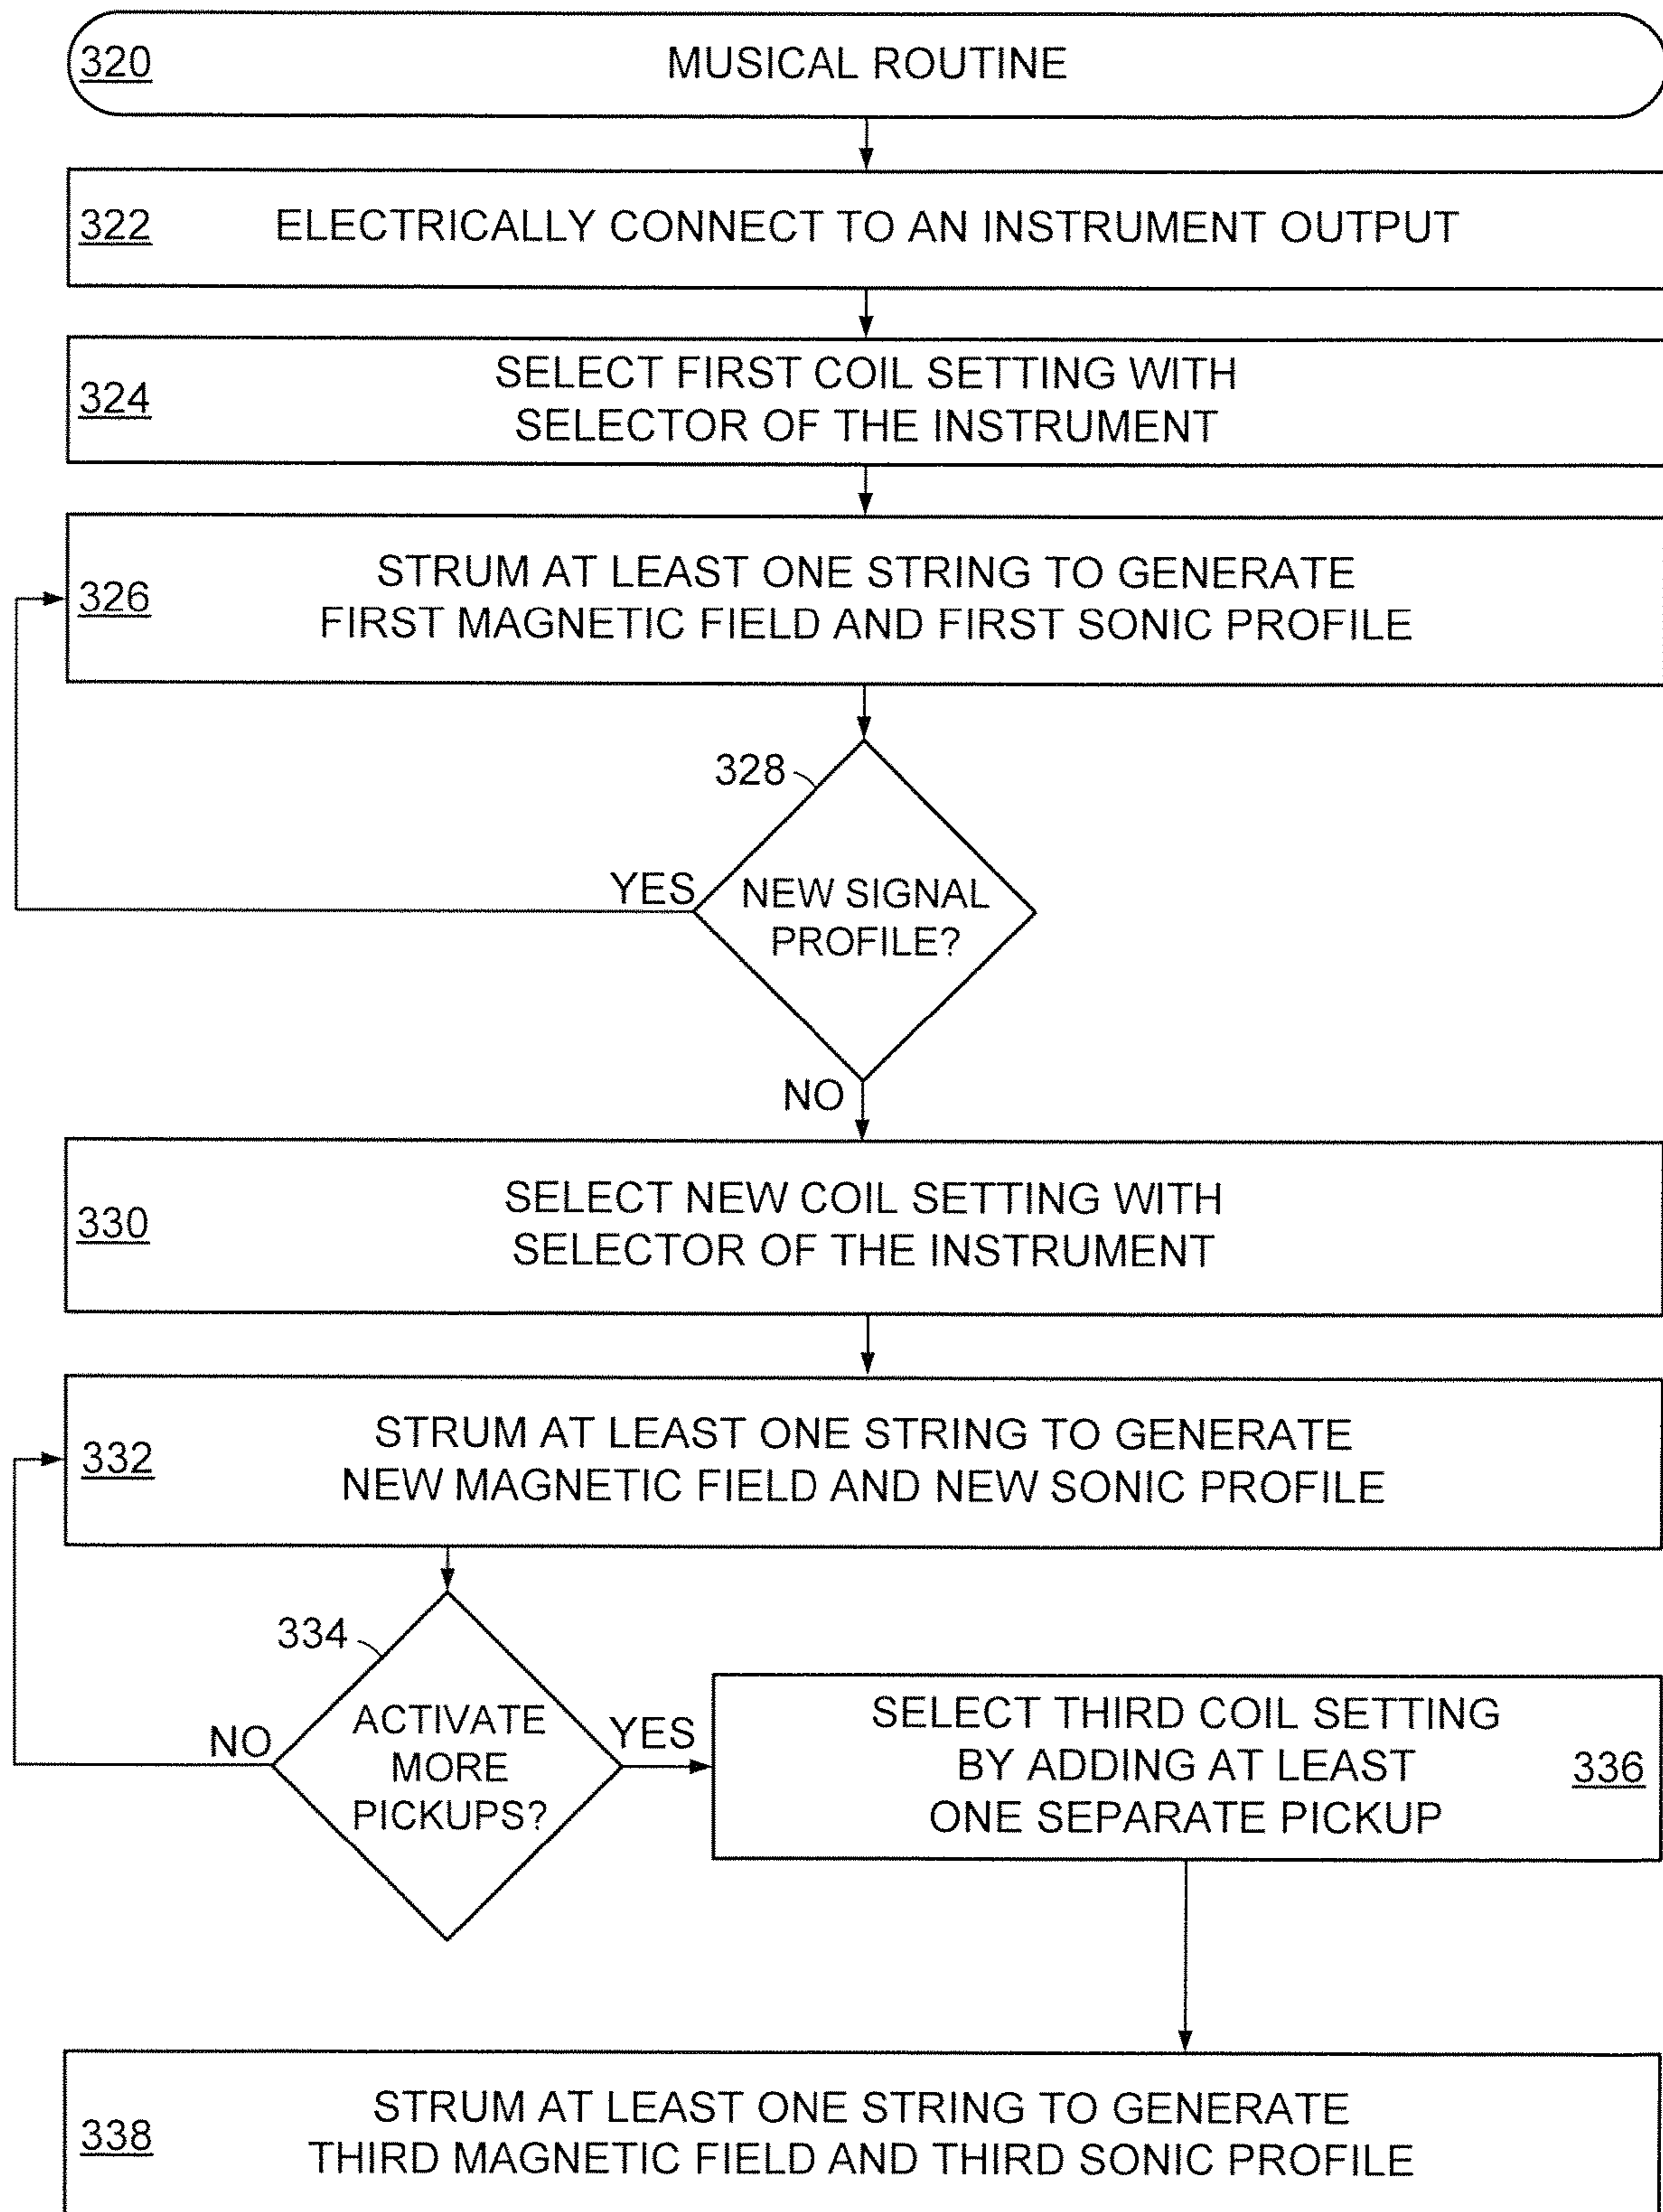 320 MUSICAL ROUTINE
322 ELECTRICALLY CONNECT TO AN INSTRUMENT OUTPUT
SELECT FIRST COIL SETTING WITH
324
SELECTOR OF THE INSTRUMENT
STRUM AT LEAST ONE STRING TO GENERATE
326
FIRST MAGNETIC FIELD AND FIRST SONIC PROFILE
328
YES
NEW SIGNAL
PROFILE?
NO
SELECT NEW COIL SETTING WITH
330
SELECTOR OF THE INSTRUMENT
STRUM AT LEAST ONE STRING TO GENERATE
332
NEW MAGNETIC FIELD AND NEW SONIC PROFILE
334
NO
ACTIVATE
MORE
PICKUPS?
YES
SELECT THIRD COIL SETTING
BY ADDING AT LEAST
336
ONE SEPARATE PICKUP
STRUM AT LEAST ONE STRING TO GENERATE
338
THIRD MAGNETIC FIELD AND THIRD SONIC PROFILE